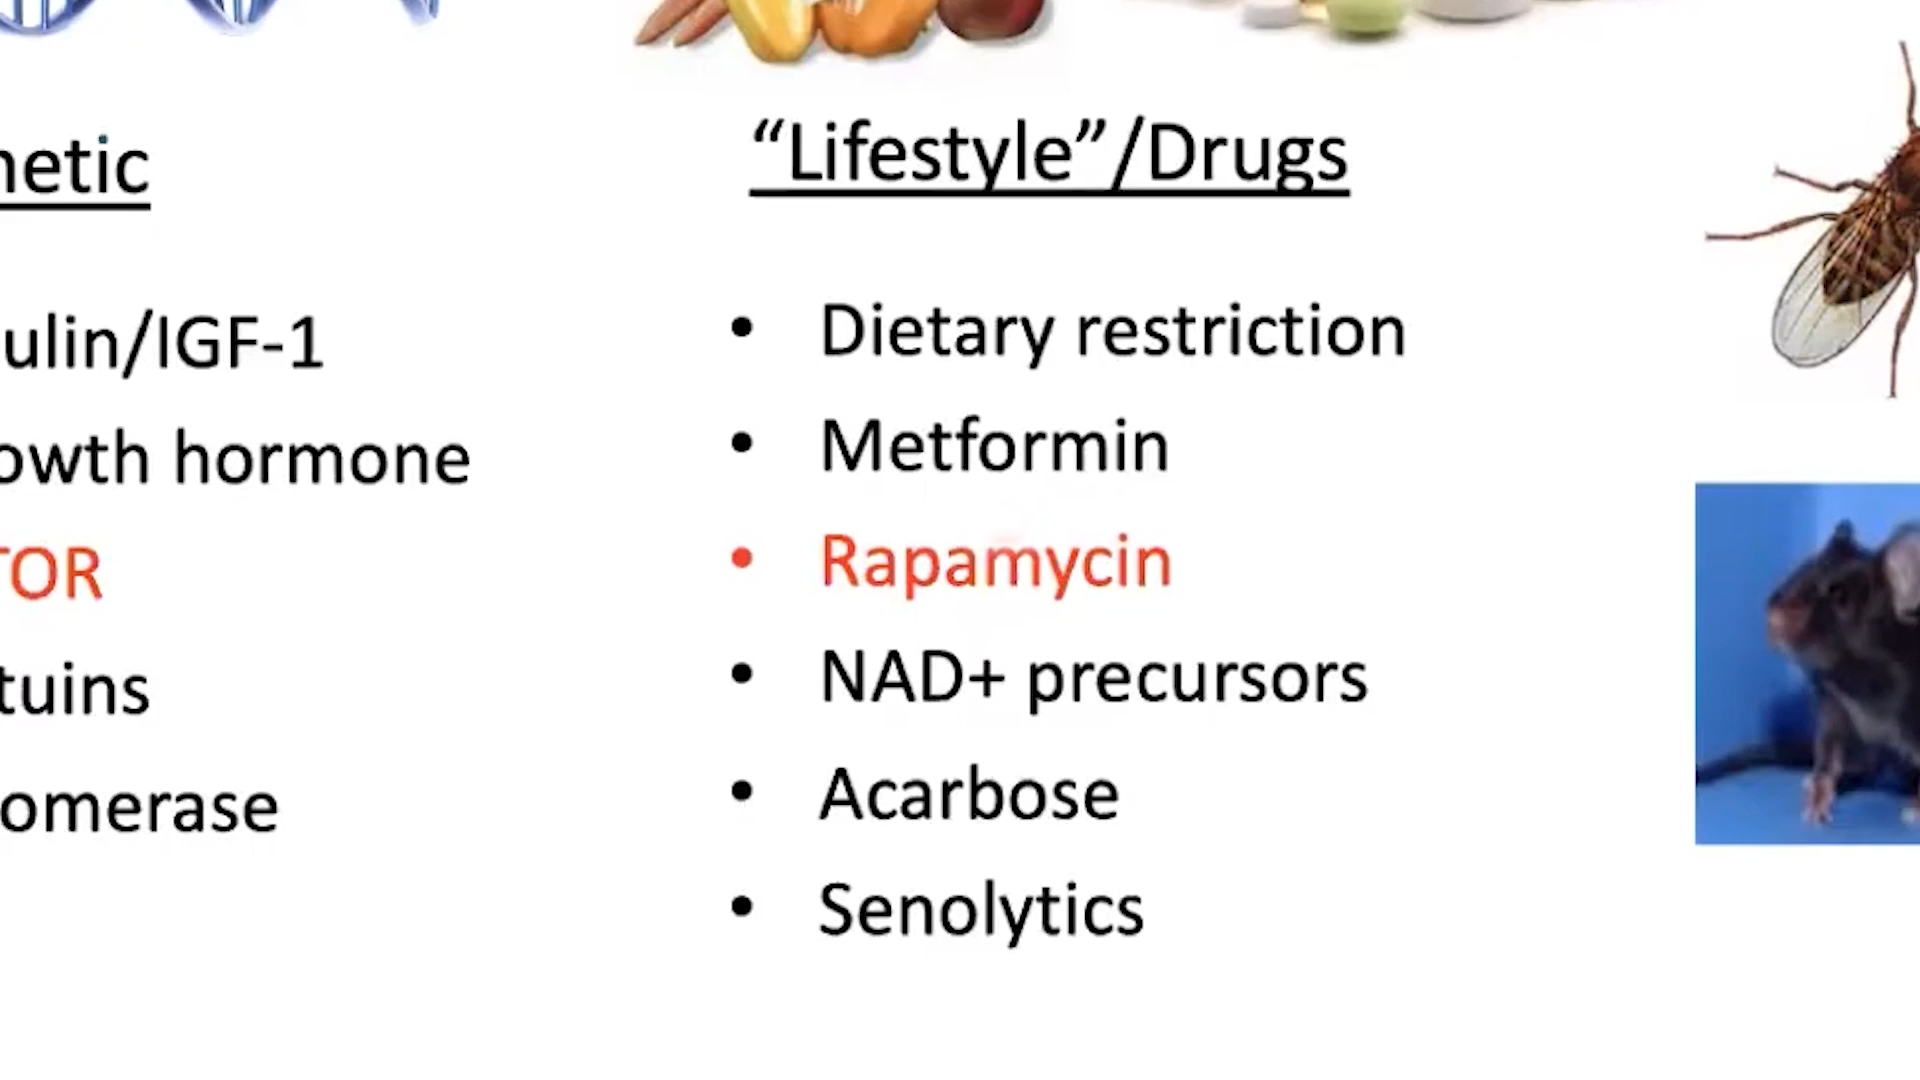 netic
ulin/IGF-1
owth hormone
TOR
tuins
omerase
“Lifestyle”/Drugs
• Dietary restriction
• Metformin
• Rapamycin
• NAD+ precursors
• Acarbose
• Senolytics